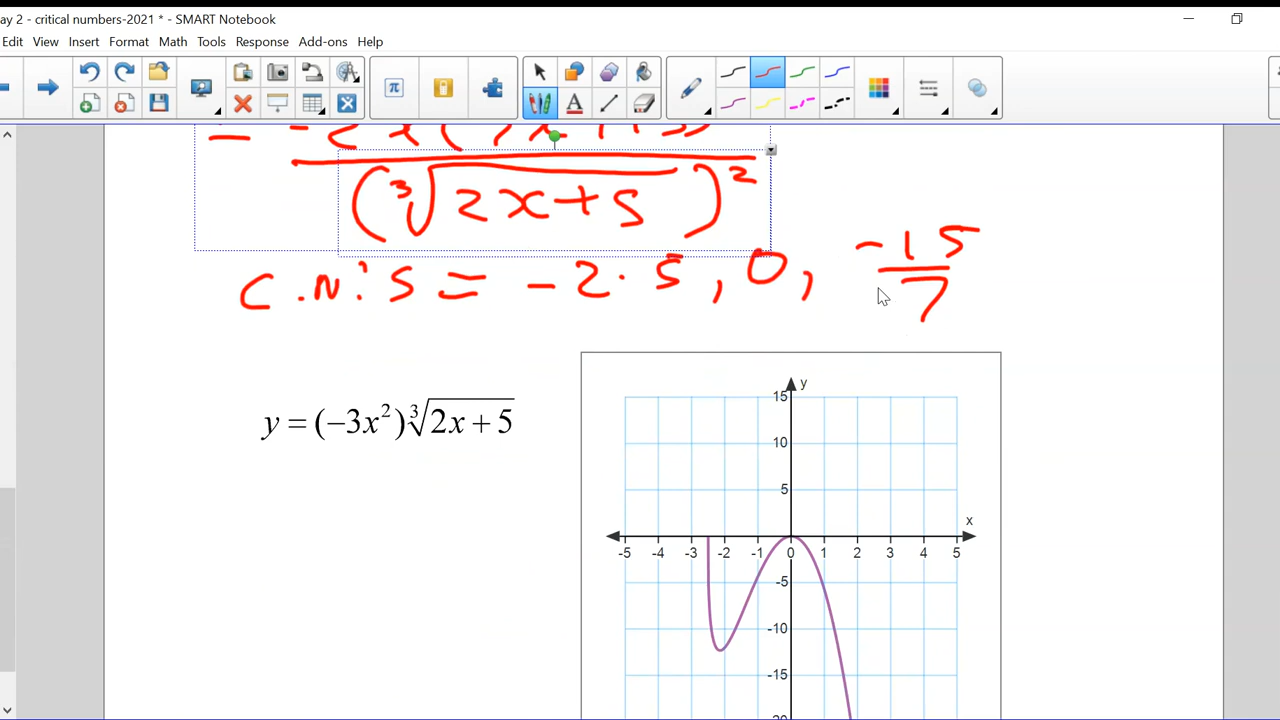 ay 2 - critical numbers-2021 * - SMART Notebook
Edit View Insert Format Math Tools Response Add-ons Help
(∛(2x+5))²
C.N.'S = -2.5, 0, -15/7
y = (−3x²)∛(2x + 5)
y
15
10
5
x
-5 -4 -3 -2 -1 0 1 2 3 4 5
-5
-10
-15